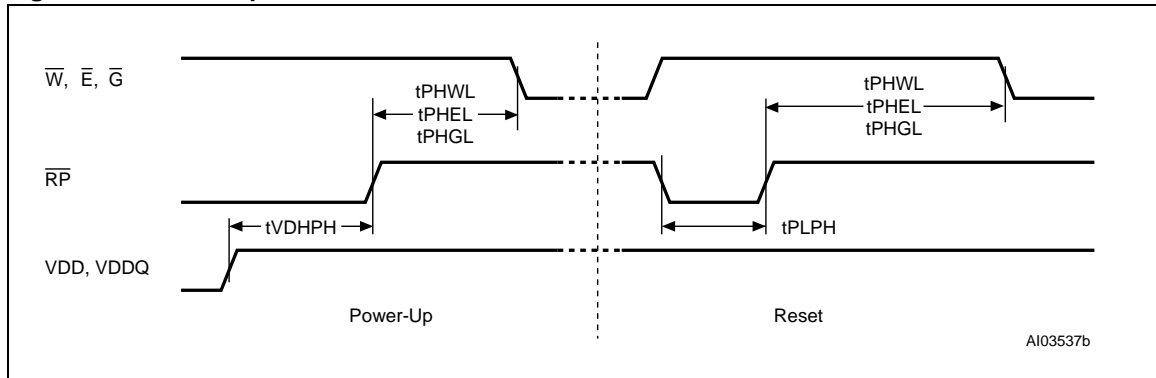 W, E, G
tPHWL
tPHEL
tPHGL
tPHWL
tPHEL
tPHGL
RP
tVDHPH
tPLPH
VDD, VDDQ
Power-Up
Reset
AI03537b